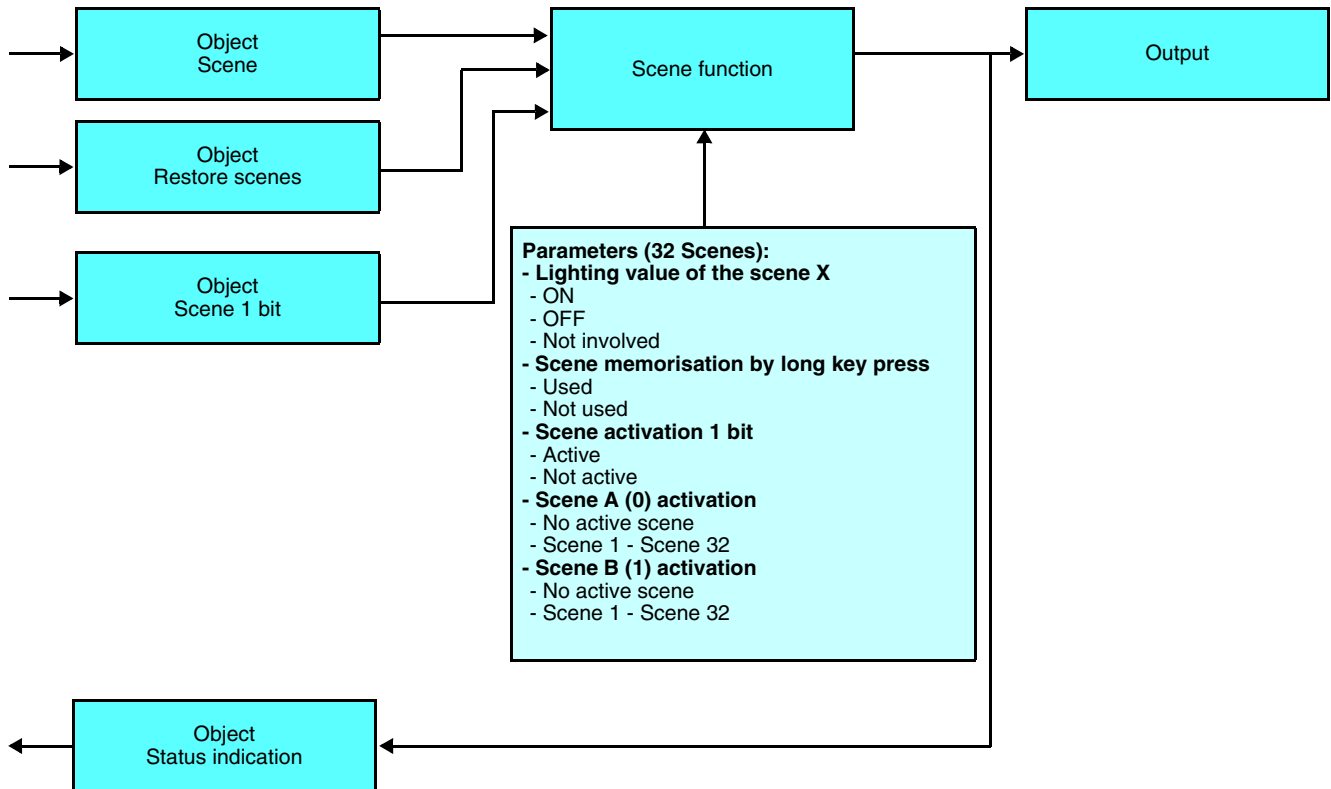 Object
Scene
Scene function
Output
Object
Restore scenes
Object
Scene 1 bit
Parameters (32 Scenes):
- Lighting value of the scene X
- ON
- OFF
- Not involved
- Scene memorisation by long key press
- Used
- Not used
- Scene activation 1 bit
- Active
- Not active
- Scene A (0) activation
- No active scene
- Scene 1 - Scene 32
- Scene B (1) activation
- No active scene
- Scene 1 - Scene 32
Object
Status indication